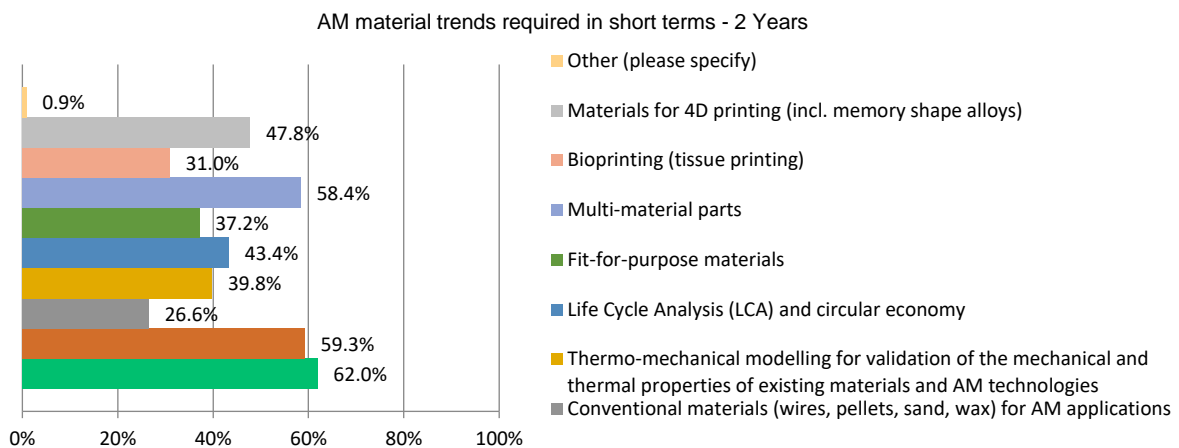 AM material trends required in short terms - 2 Years
0.9%
47.8%
31.0%
58.4%
37.2%
43.4%
39.8%
26.6%
59.3%
62.0%
0% 20% 40% 60% 80% 100%
Other (please specify)
Materials for 4D printing (incl. memory shape alloys)
Bioprinting (tissue printing)
Multi-material parts
Fit-for-purpose materials
Life Cycle Analysis (LCA) and circular economy
Thermo-mechanical modelling for validation of the mechanical and
thermal properties of existing materials and AM technologies
Conventional materials (wires, pellets, sand, wax) for AM applications